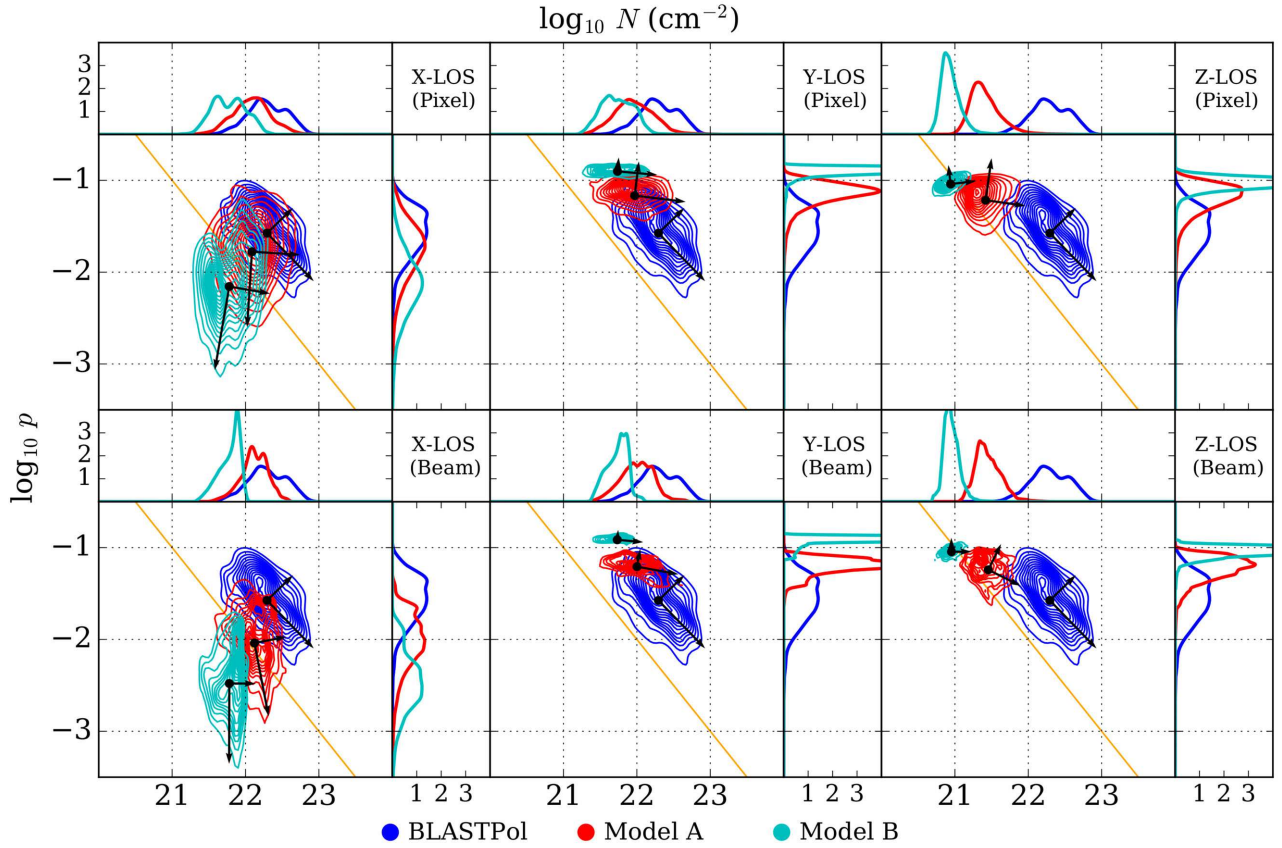 log₁₀ N (cm⁻²)
3
2
1
X-LOS
(Pixel)
Y-LOS
(Pixel)
Z-LOS
(Pixel)
−1
−2
−3
3
2
1
X-LOS
(Beam)
Y-LOS
(Beam)
Z-LOS
(Beam)
log₁₀ p
−1
−2
−3
21 22 23 1 2 3 21 22 23 1 2 3 21 22 23 1 2 3
BLASTPol Model A Model B